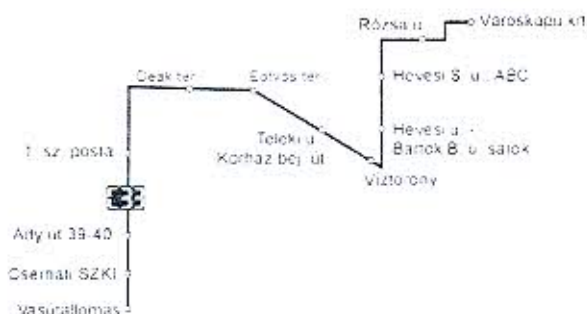 Rózsa u.
Városkapu krt.
Deák tér
Eötvös tér
Hevesi S. u. ABC
Teleki u.
Kórház bej. út
Hevesi u. -
Bartók B. u. sarok
1. sz. posta
Víztorony
Ady út 39-40.
Cserháti SZKI
Vasútállomás